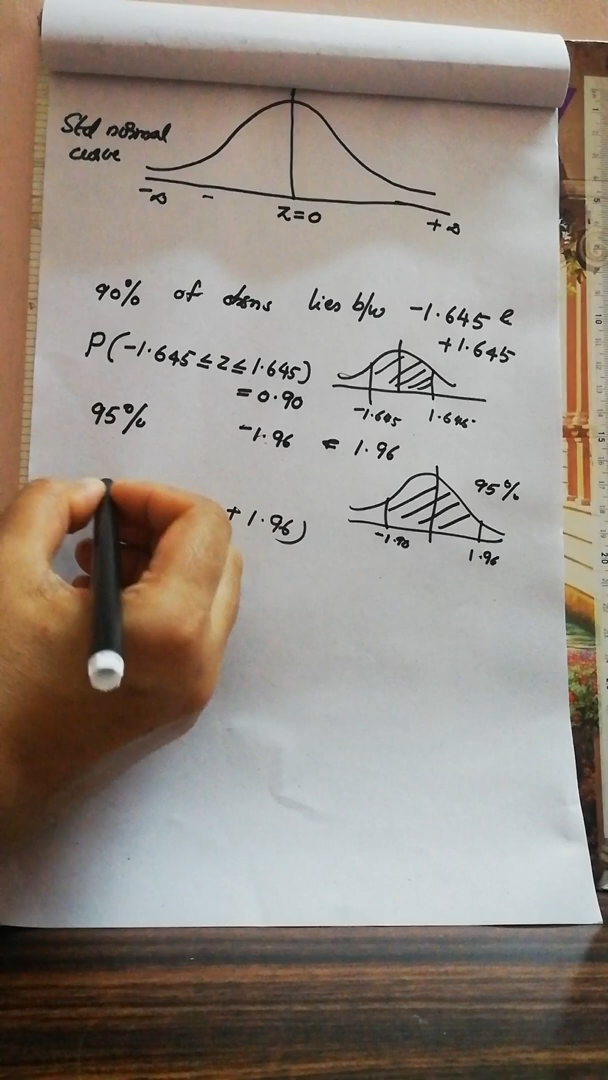 Std normal
curve
-∞ - z=0 +∞
90% of obsns lies b/w -1.645 &
+1.645
P(-1.645 ≤ z ≤ 1.645)
= 0.90
-1.645 1.645
95% -1.96 & 1.96
95%
+1.96)
-1.96 1.96